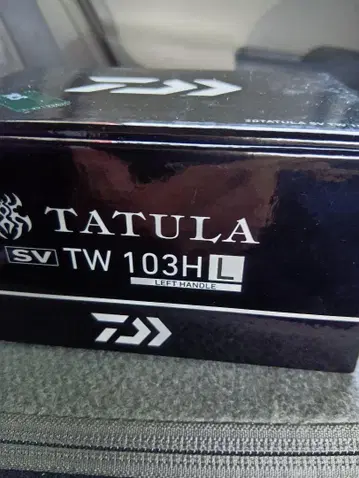 TATULA
SV TW 103H L
LEFT HANDLE